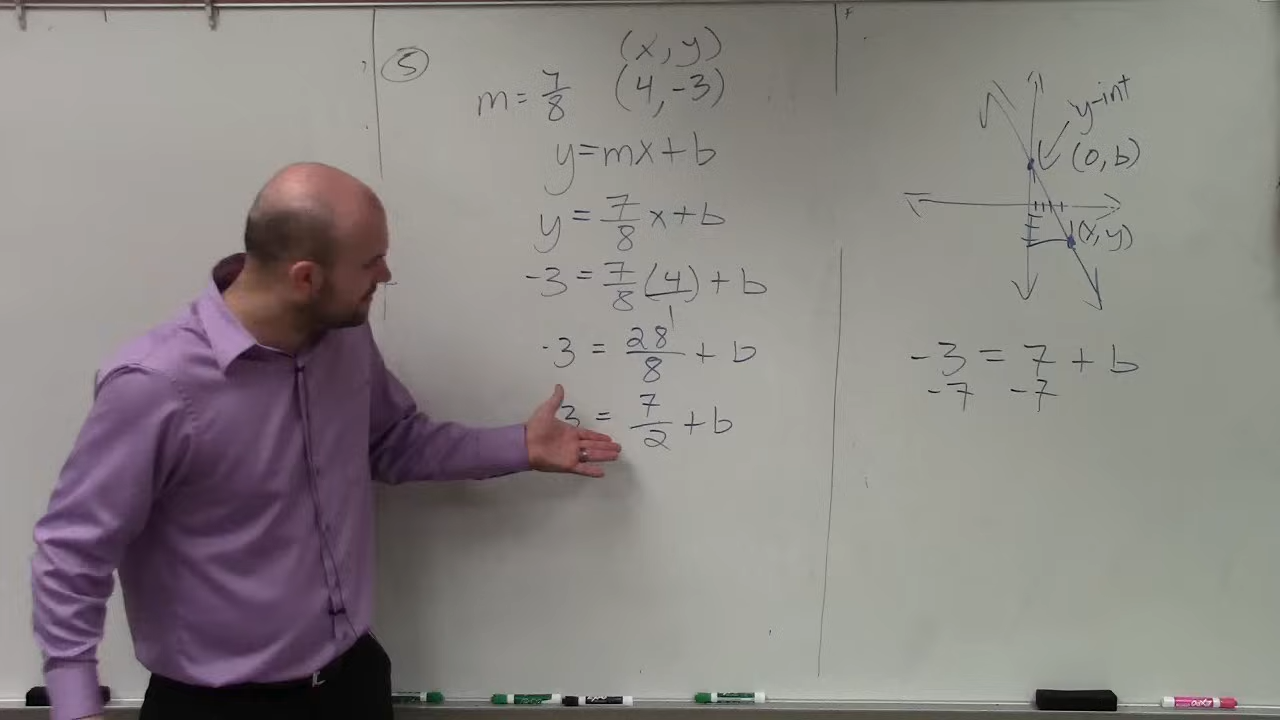 5
(x, y)
m = 7/8 (4, -3)
y = mx + b
y = 7/8 x + b
-3 = 7/8 (4/1) + b
-3 = 28/8 + b
3 = 7/2 + b
y-int
(0, b)
(x, y)
-3 = 7 + b
-7 -7